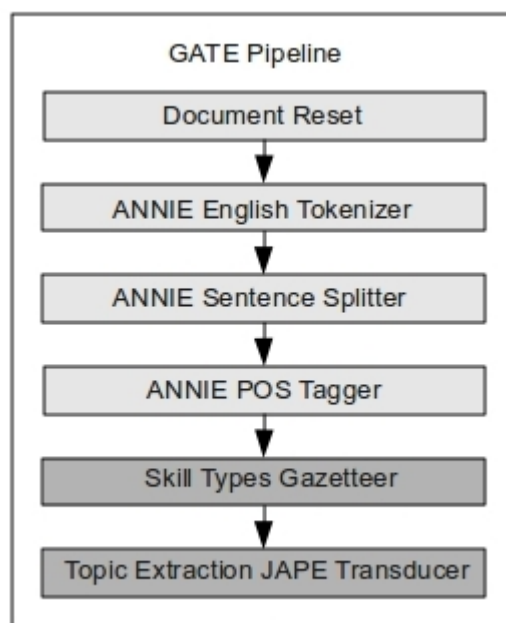 GATE Pipeline
Document Reset
ANNIE English Tokenizer
ANNIE Sentence Splitter
ANNIE POS Tagger
Skill Types Gazetteer
Topic Extraction JAPE Transducer